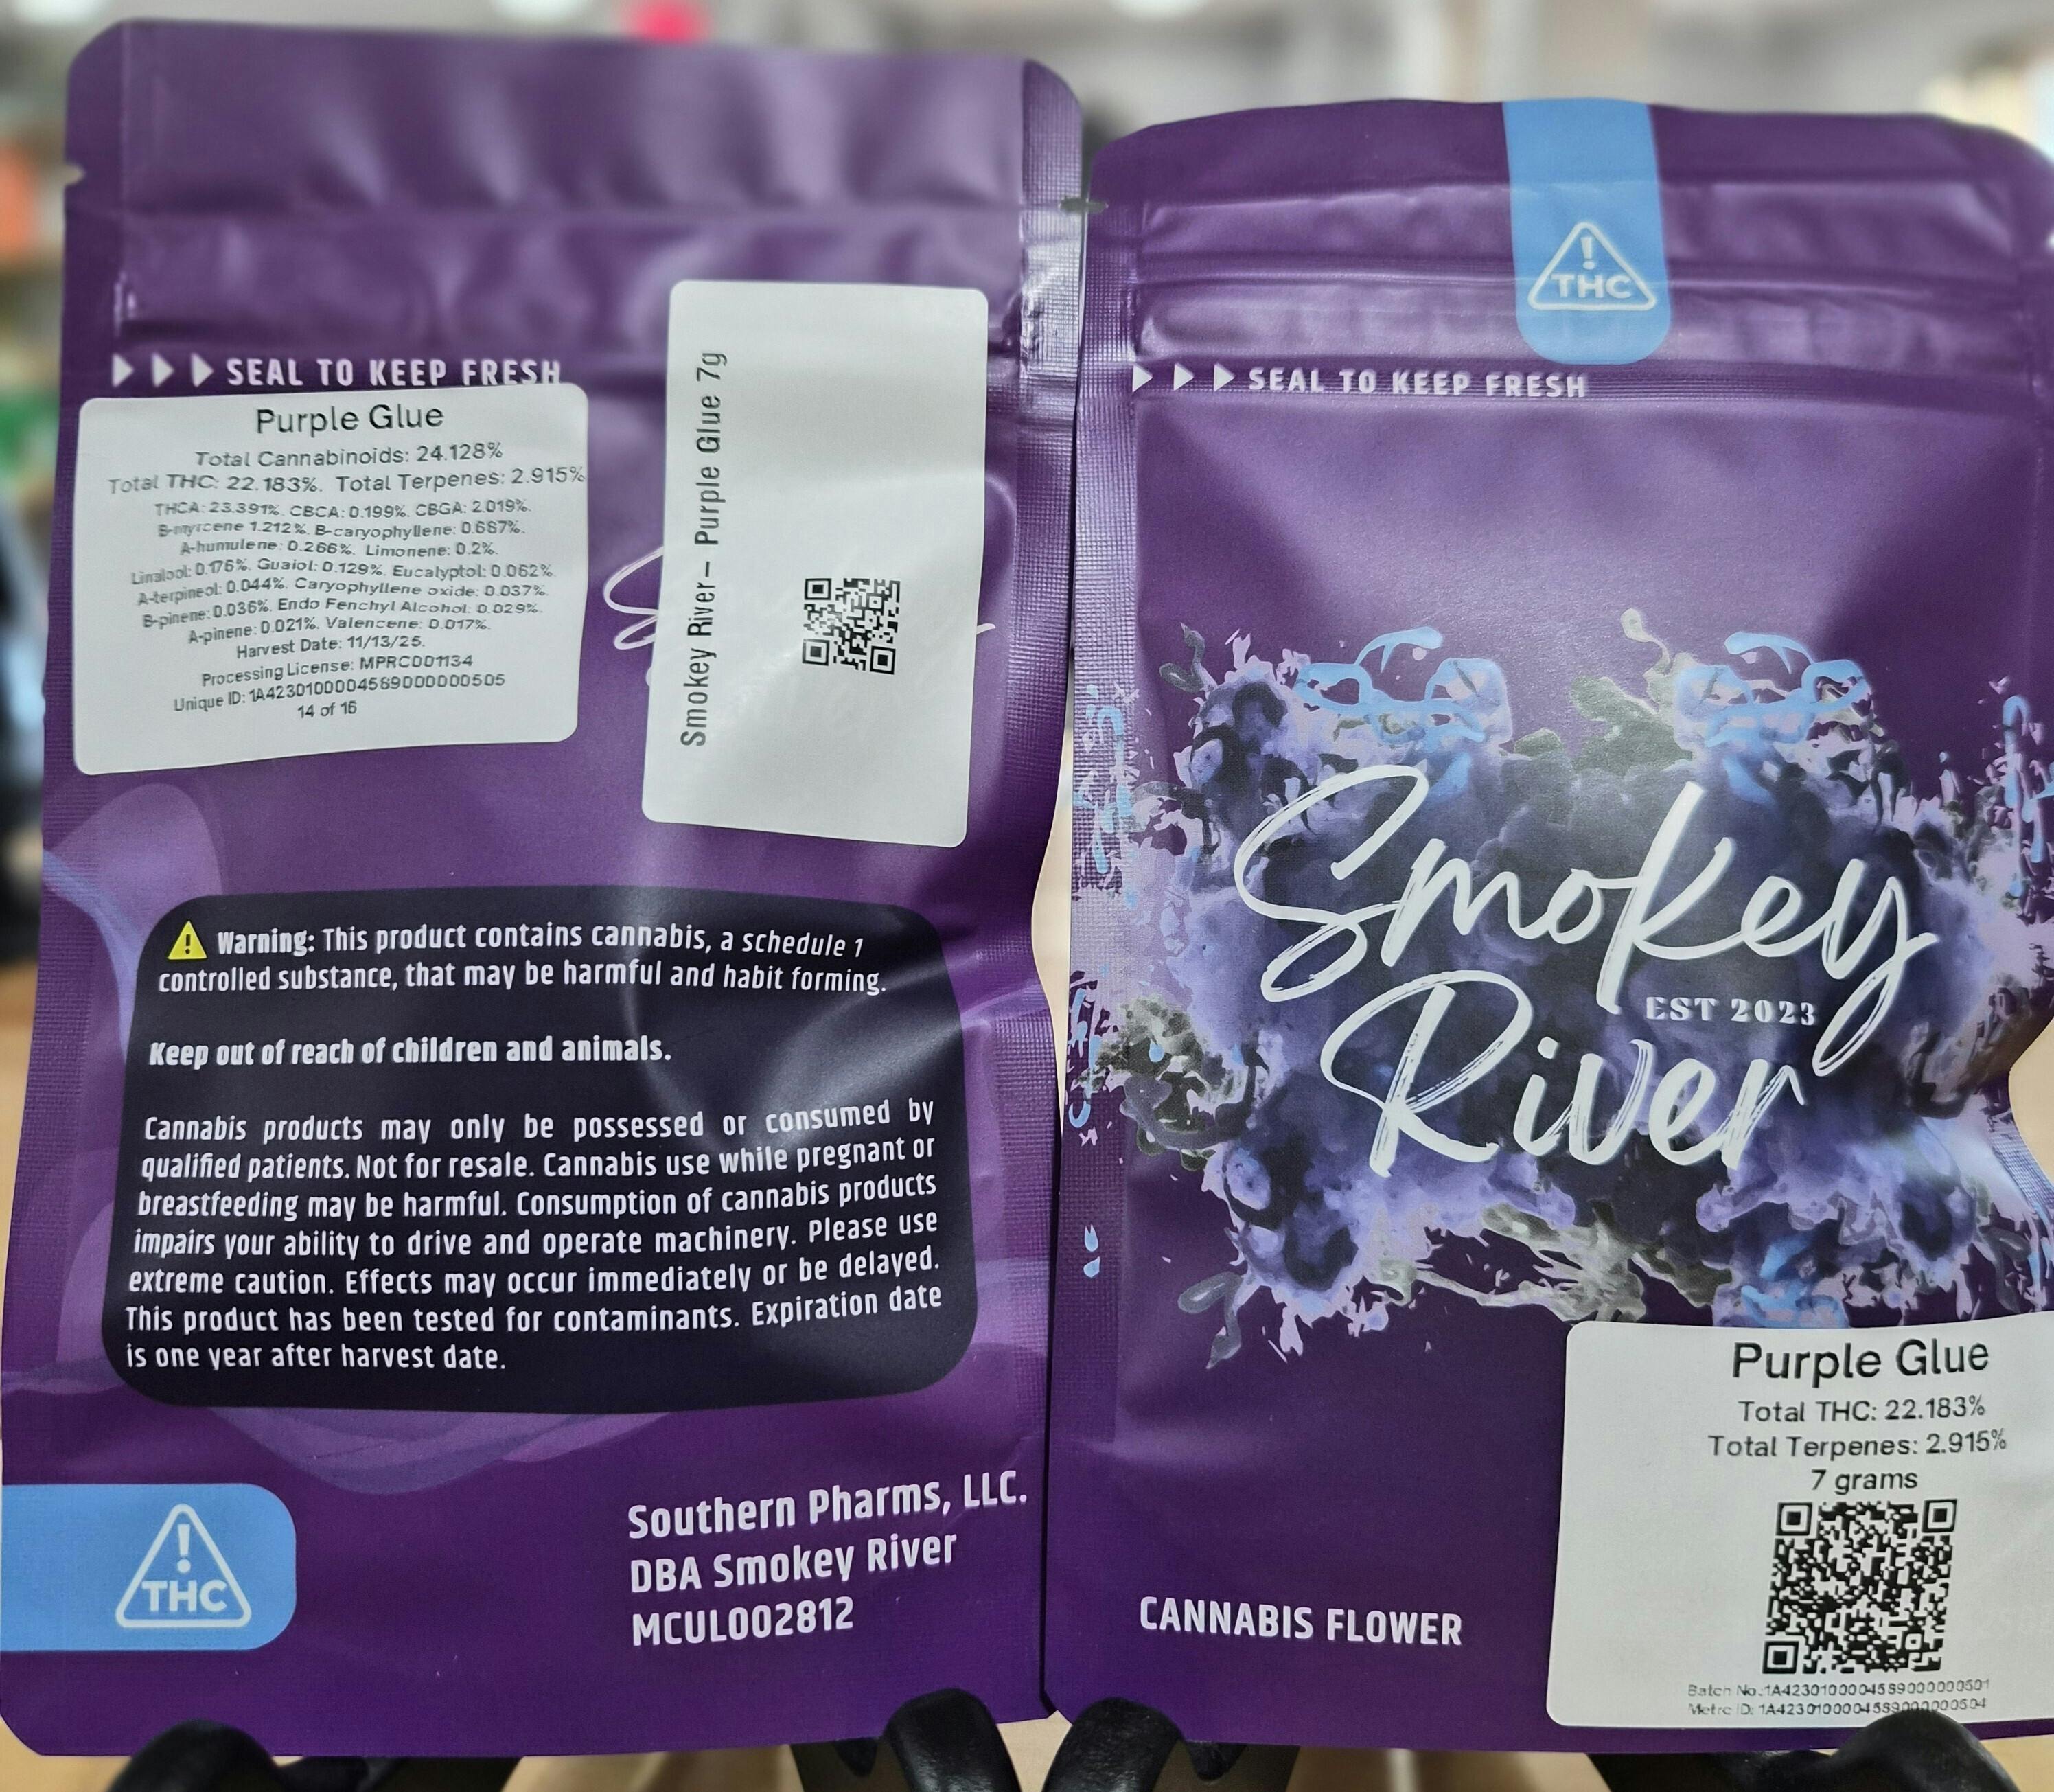 SEAL TO KEEP FRESH
Purple Glue
Total Cannabinoids: 24.128%
Total THC: 22.183%. Total Terpenes: 2.915%
THCA: 23.391%. CBCA: 0.199%. CBGA: 2.019%.
B-myrcene 1.212%. B-caryophyllene: 0.687%.
A-humulene: 0.266%. Limonene: 0.2%.
Linalool: 0.176%. Guaiol: 0.129%. Eucalyptol: 0.062%.
A-terpineol: 0.044%. Caryophyllene oxide: 0.037%.
B-pinene: 0.036%. Endo Fenchyl Alcohol: 0.029%.
A-pinene: 0.021%. Valencene: 0.017%.
Harvest Date: 11/13/25.
Processing License: MPRC001134
Unique ID: 1A4230100004589000000505
14 of 16
Smokey River– Purple Glue 7g
Warning: This product contains cannabis, a schedule 1
controlled substance, that may be harmful and habit forming.
Keep out of reach of children and animals.
Cannabis products may only be possessed or consumed by
qualified patients. Not for resale. Cannabis use while pregnant or
breastfeeding may be harmful. Consumption of cannabis products
impairs your ability to drive and operate machinery. Please use
extreme caution. Effects may occur immediately or be delayed.
This product has been tested for contaminants. Expiration date
is one year after harvest date.
! THC
Southern Pharms, LLC.
DBA Smokey River
MCUL002812
! THC
SEAL TO KEEP FRESH
Smokey
EST 2023
River
CANNABIS FLOWER
Purple Glue
Total THC: 22.183%
Total Terpenes: 2.915%
7 grams
Batch No.:1A4230100004589000000501
Metrc ID: 1A4230100004589000000504